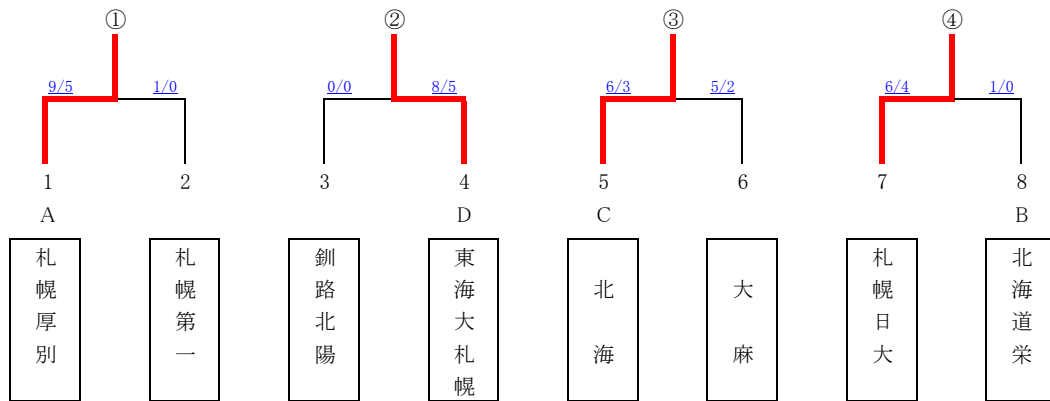 ① ② ③ ④
9/5 1/0 0/0 8/5 6/3 5/2 6/4 1/0
1 2 3 4 5 6 7 8
A D C B
札幌厚別
札幌第一
釧路北陽
東海大札幌
北海
大麻
札幌日大
北海道栄